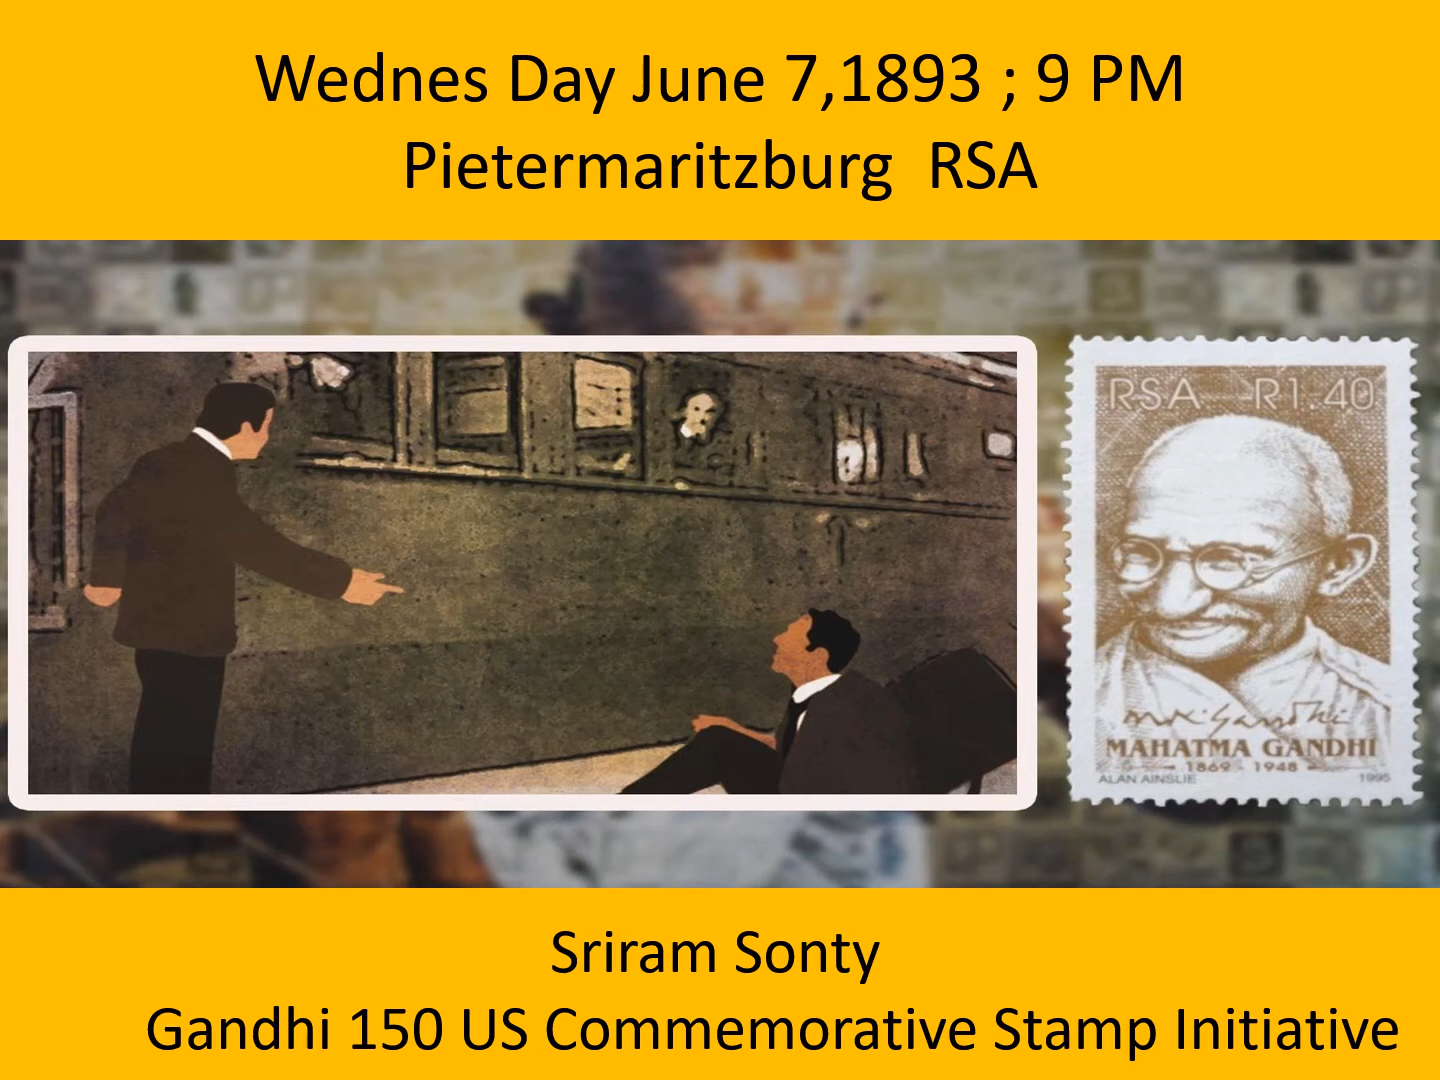 Wednes Day June 7,1893 ; 9 PM
Pietermaritzburg  RSA
RSA R1.40
M.K. Gandhi
MAHATMA GANDHI
1869 - 1948
ALAN AINSLIE 1995
Sriram Sonty
Gandhi 150 US Commemorative Stamp Initiative